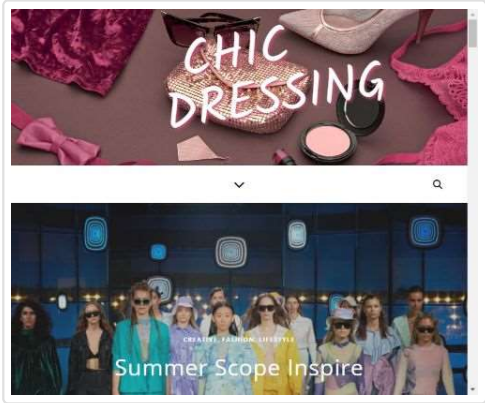 CHIC
DRESSING
CREATIVE, FASHION, LIFESTYLE
Summer Scope Inspire